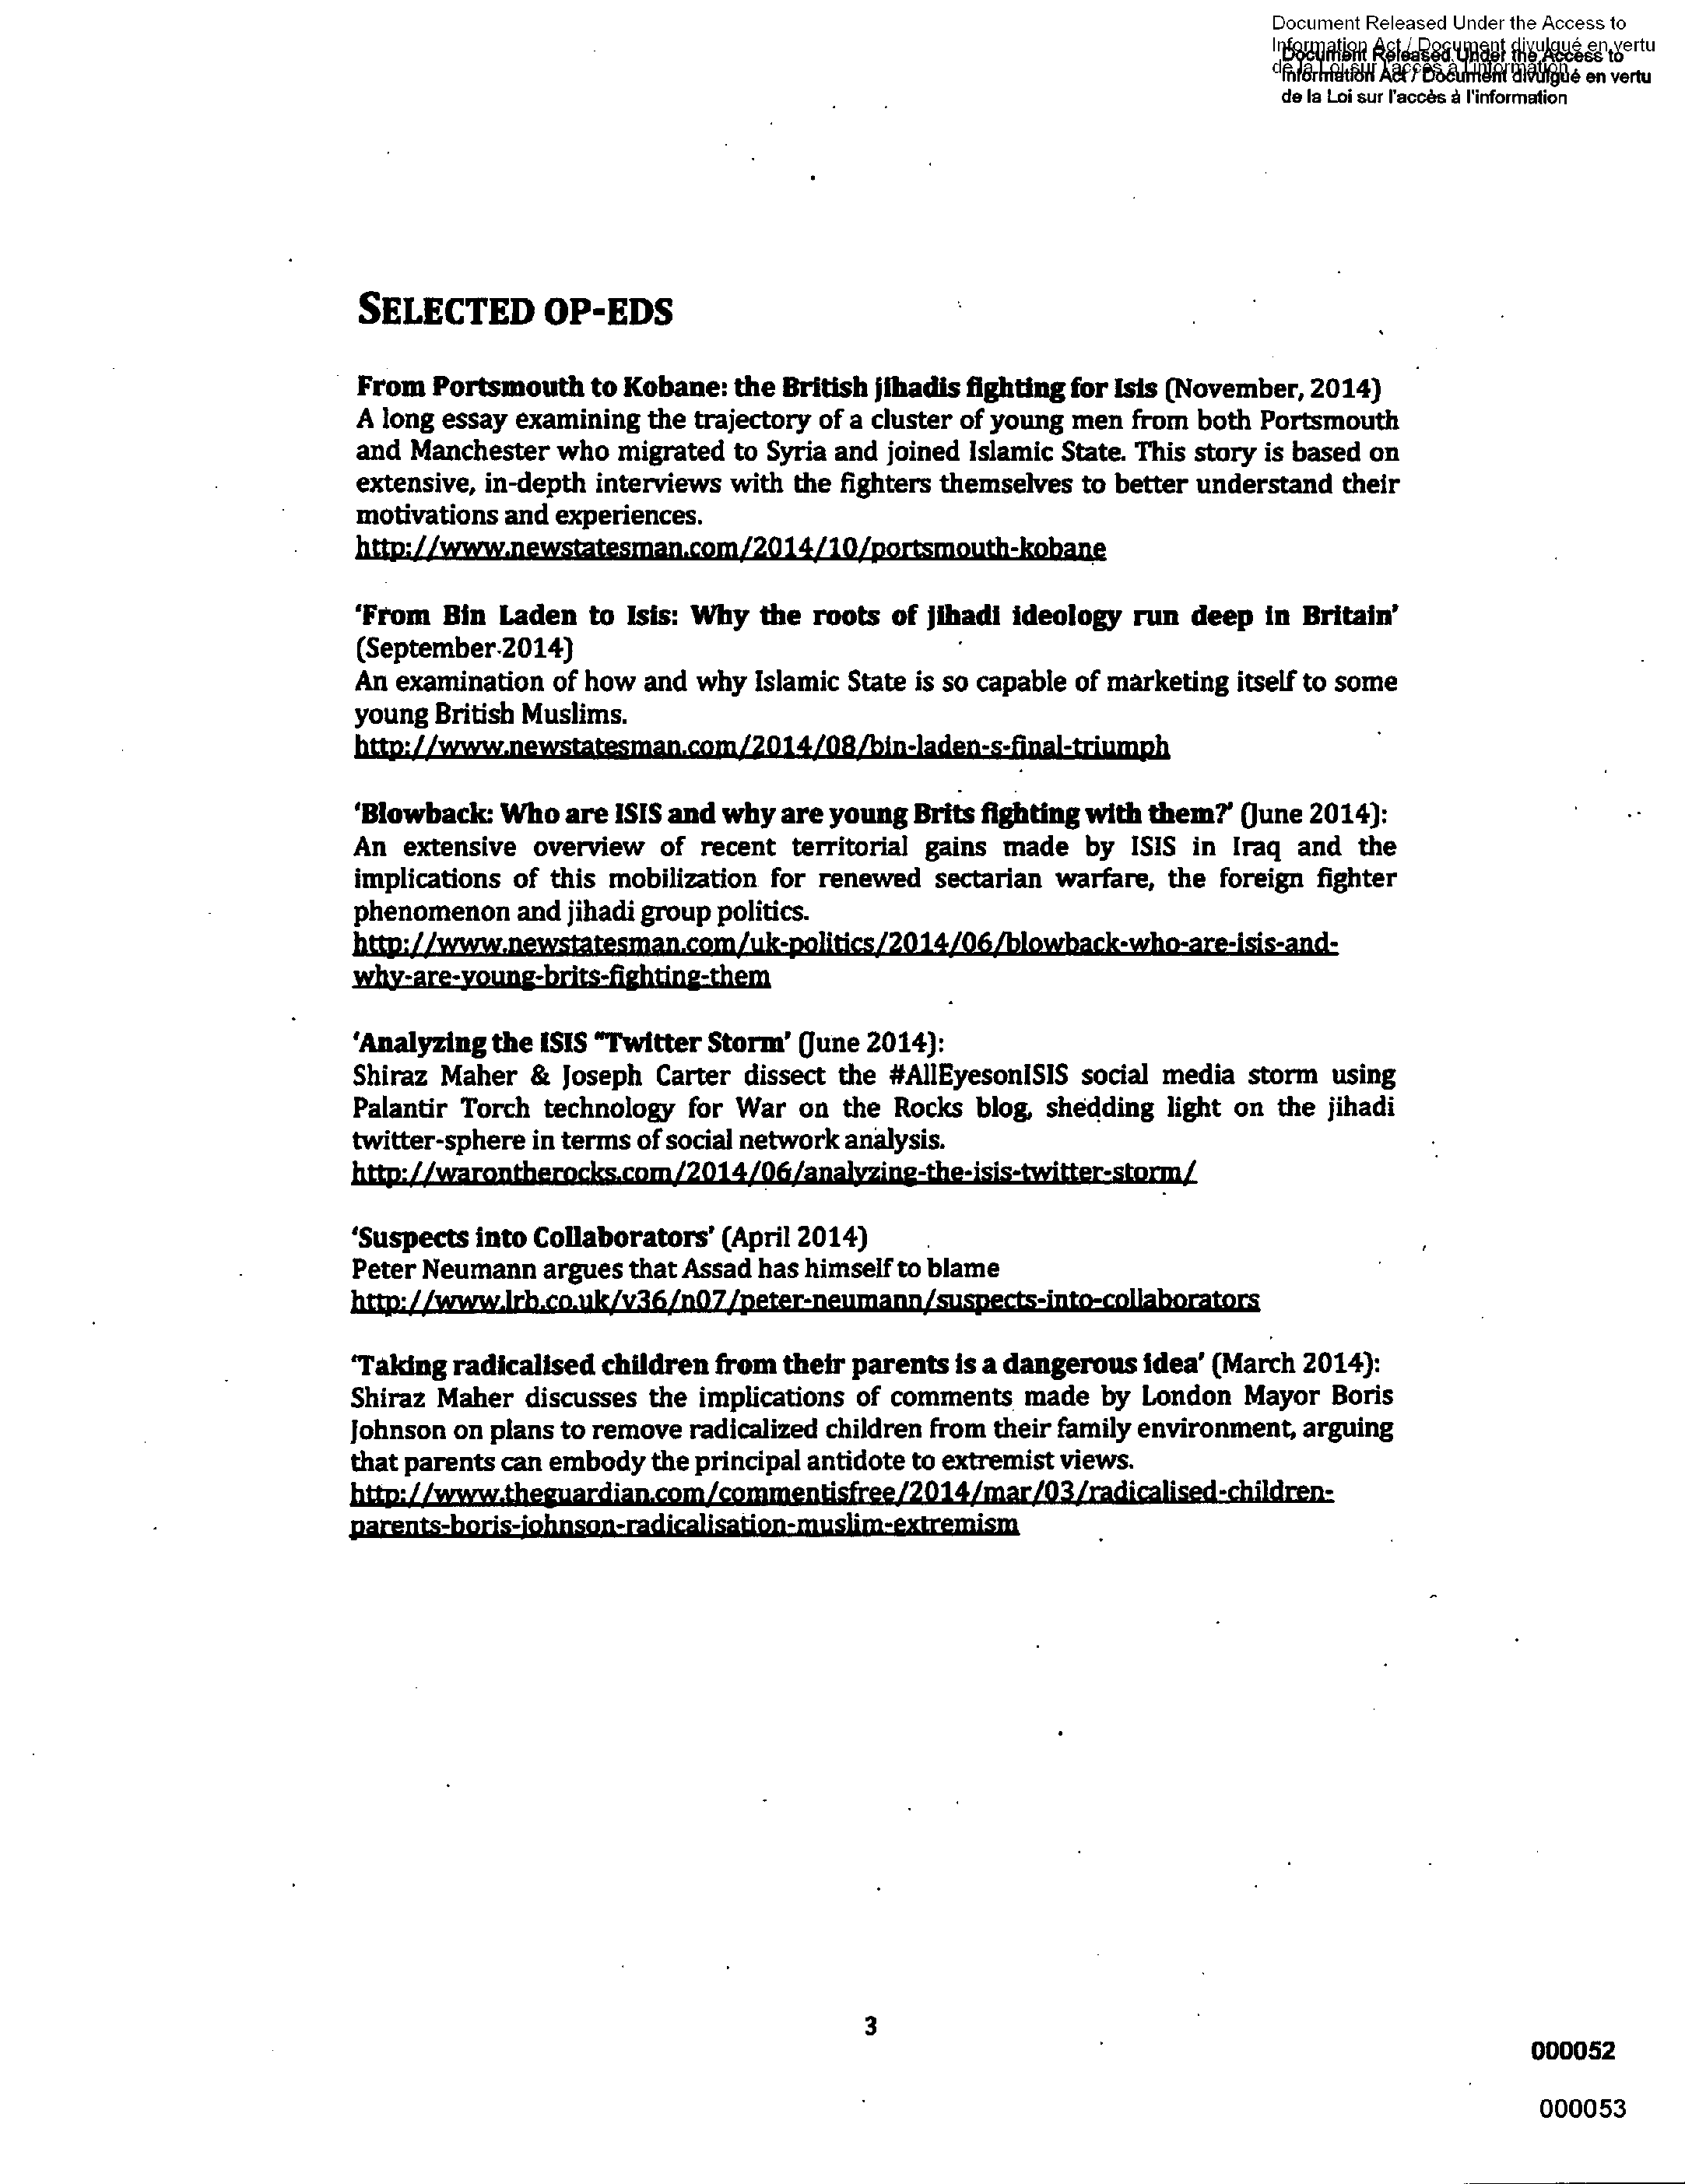 Document Released Under the Access to
Information Act / Document divulgué en vertu
de la Loi sur l'accès à l'information
Document Released Under the Access to
Information Act / Document divulgué en vertu
de la Loi sur l'accès à l'information
SELECTED OP-EDS
From Portsmouth to Kobane: the British jihadis fighting for Isis (November, 2014)
A long essay examining the trajectory of a cluster of young men from both Portsmouth
and Manchester who migrated to Syria and joined Islamic State. This story is based on
extensive, in-depth interviews with the fighters themselves to better understand their
motivations and experiences.
http://www.newstatesman.com/2014/10/portsmouth-kobane
'From Bin Laden to Isis: Why the roots of jihadi ideology run deep in Britain'
(September 2014)
An examination of how and why Islamic State is so capable of marketing itself to some
young British Muslims.
http://www.newstatesman.com/2014/08/bin-laden-s-final-triumph
'Blowback: Who are ISIS and why are young Brits fighting with them?' (June 2014):
An extensive overview of recent territorial gains made by ISIS in Iraq and the
implications of this mobilization for renewed sectarian warfare, the foreign fighter
phenomenon and jihadi group politics.
http://www.newstatesman.com/uk-politics/2014/06/blowback-who-are-isis-and-
why-are-young-brits-fighting-them
'Analyzing the ISIS "Twitter Storm' (June 2014):
Shiraz Maher & Joseph Carter dissect the #AllEyesonISIS social media storm using
Palantir Torch technology for War on the Rocks blog, shedding light on the jihadi
twitter-sphere in terms of social network analysis.
http://warontherocks.com/2014/06/analyzing-the-isis-twitter-storm/
'Suspects into Collaborators' (April 2014)
Peter Neumann argues that Assad has himself to blame
http://www.lrb.co.uk/v36/n07/peter-neumann/suspects-into-collaborators
'Taking radicalised children from their parents is a dangerous idea' (March 2014):
Shiraz Maher discusses the implications of comments made by London Mayor Boris
Johnson on plans to remove radicalized children from their family environment, arguing
that parents can embody the principal antidote to extremist views.
http://www.theguardian.com/commentisfree/2014/mar/03/radicalised-children-
parents-boris-johnson-radicalisation-muslim-extremism
3
000052
000053